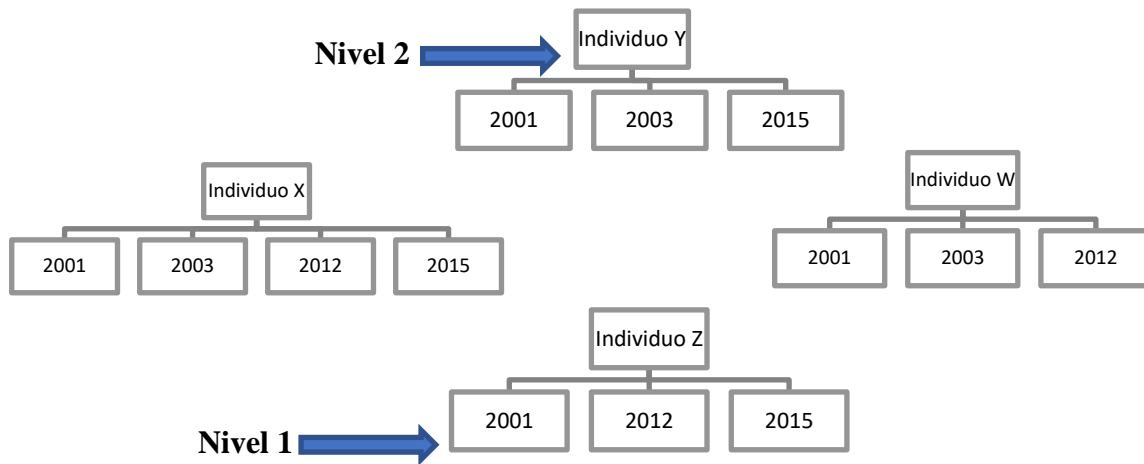 Individuo Y
Nivel 2
2001 2003 2015
Individuo X
2001 2003 2012 2015
Individuo W
2001 2003 2012
Individuo Z
2001 2012 2015
Nivel 1